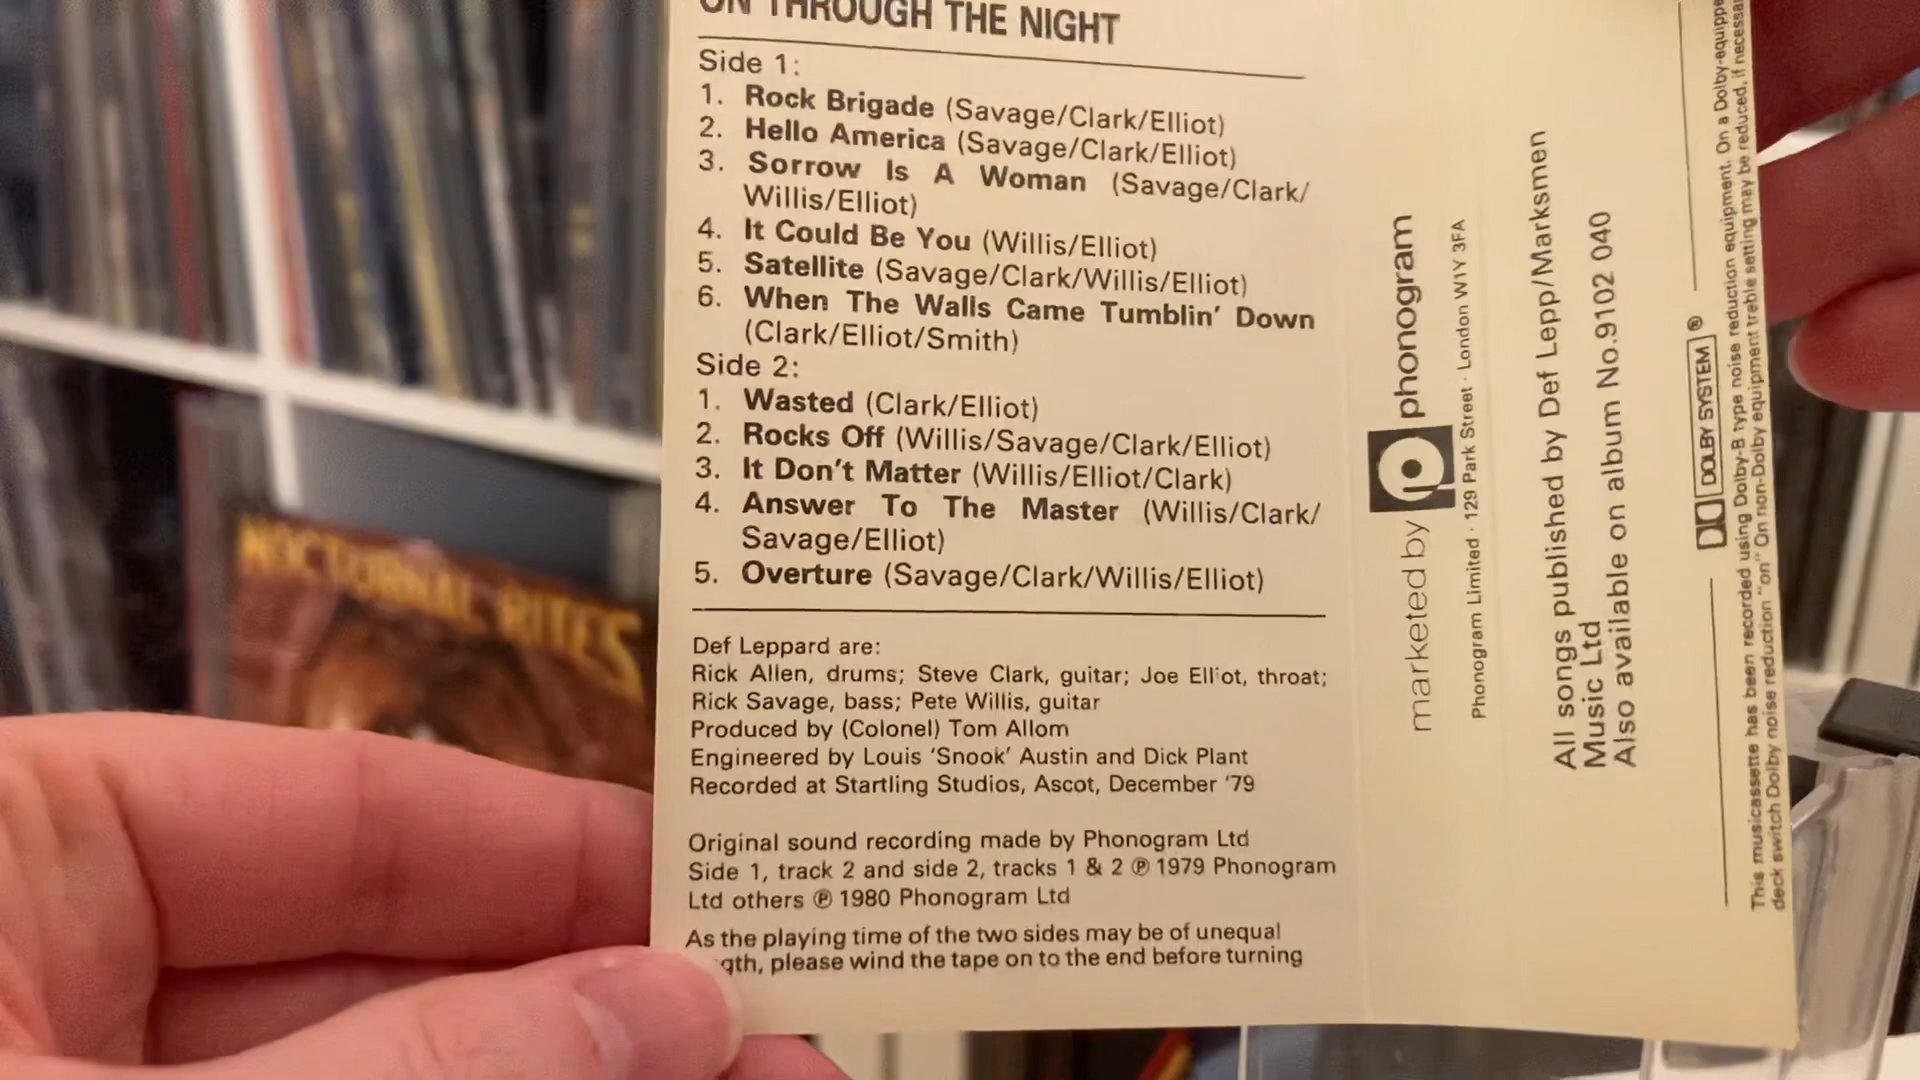 ON THROUGH THE NIGHT
Side 1:
1. Rock Brigade (Savage/Clark/Elliot)
2. Hello America (Savage/Clark/Elliot)
3. Sorrow Is A Woman (Savage/Clark/
Willis/Elliot)
4. It Could Be You (Willis/Elliot)
5. Satellite (Savage/Clark/Willis/Elliot)
6. When The Walls Came Tumblin' Down
(Clark/Elliot/Smith)
Side 2:
1. Wasted (Clark/Elliot)
2. Rocks Off (Willis/Savage/Clark/Elliot)
3. It Don't Matter (Willis/Elliot/Clark)
4. Answer To The Master (Willis/Clark/
Savage/Elliot)
5. Overture (Savage/Clark/Willis/Elliot)
Def Leppard are:
Rick Allen, drums; Steve Clark, guitar; Joe Elliot, throat;
Rick Savage, bass; Pete Willis, guitar
Produced by (Colonel) Tom Allom
Engineered by Louis 'Snook' Austin and Dick Plant
Recorded at Startling Studios, Ascot, December '79
Original sound recording made by Phonogram Ltd
Side 1, track 2 and side 2, tracks 1 & 2 ℗ 1979 Phonogram
Ltd others ℗ 1980 Phonogram Ltd
As the playing time of the two sides may be of unequal
gth, please wind the tape on to the end before turning
marketed by phonogram
Phonogram Limited · 129 Park Street · London W1Y 3FA
All songs published by Def Lepp/Marksmen
Music Ltd
Also available on album No.9102 040
DOLBY SYSTEM ®
This musicassette has been recorded using Dolby-B type noise reduction equipment. On a Dolby-equippe
deck switch Dolby noise reduction "on" On non-Dolby equipment treble setting may be reduced, if necessa
NOCTURNAL RITES